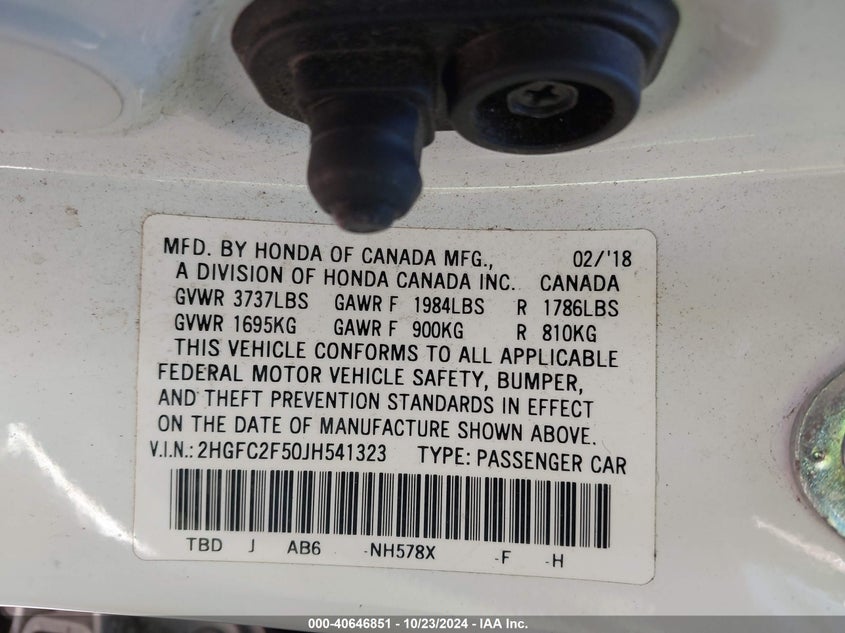 MFD. BY HONDA OF CANADA MFG., 02/'18
A DIVISION OF HONDA CANADA INC. CANADA
GVWR 3737LBS GAWR F 1984LBS R 1786LBS
GVWR 1695KG GAWR F 900KG R 810KG
THIS VEHICLE CONFORMS TO ALL APPLICABLE
FEDERAL MOTOR VEHICLE SAFETY, BUMPER,
AND THEFT PREVENTION STANDARDS IN EFFECT
ON THE DATE OF MANUFACTURE SHOWN ABOVE.
V.I.N.: 2HGFC2F50JH541323 TYPE: PASSENGER CAR
TBD J AB6 -NH578X -F -H
000-40646851 - 10/23/2024 - IAA Inc.